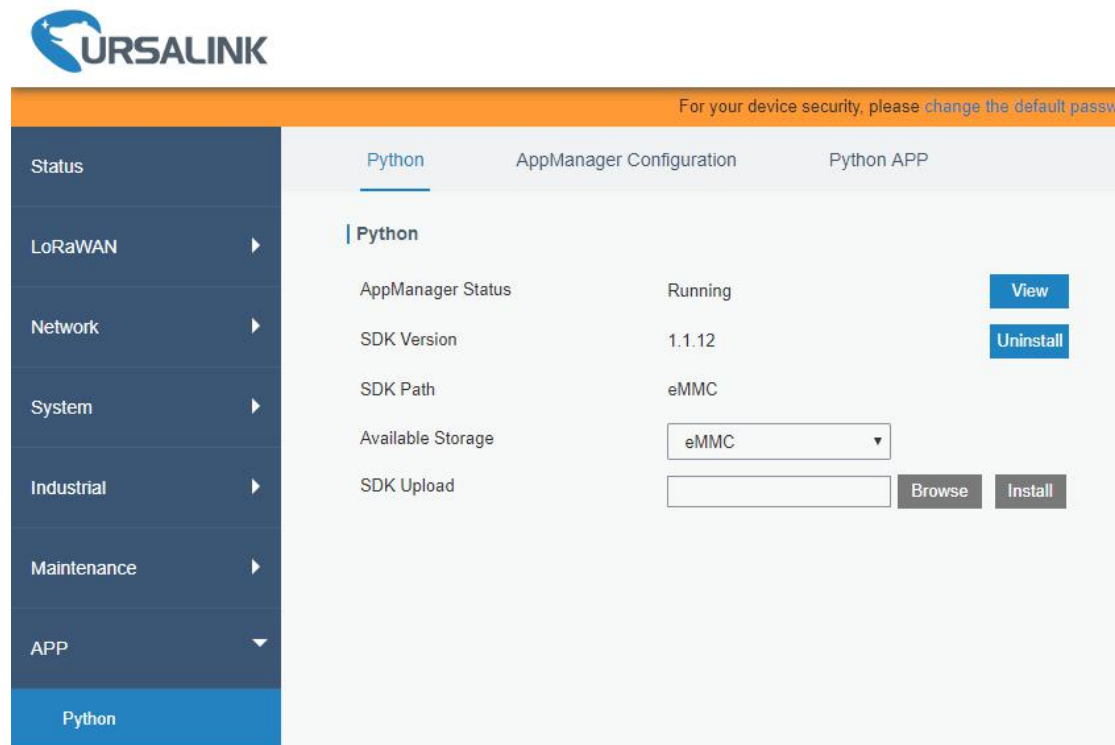 URSALINK
For your device security, please change the default
Status
Python AppManager Configuration Python APP
LoRaWAN
Python
AppManager Status Running View
Network
SDK Version 1.1.12 Uninstall
SDK Path eMMC
System
Available Storage eMMC
Industrial
SDK Upload Browse Install
Maintenance
APP
Python